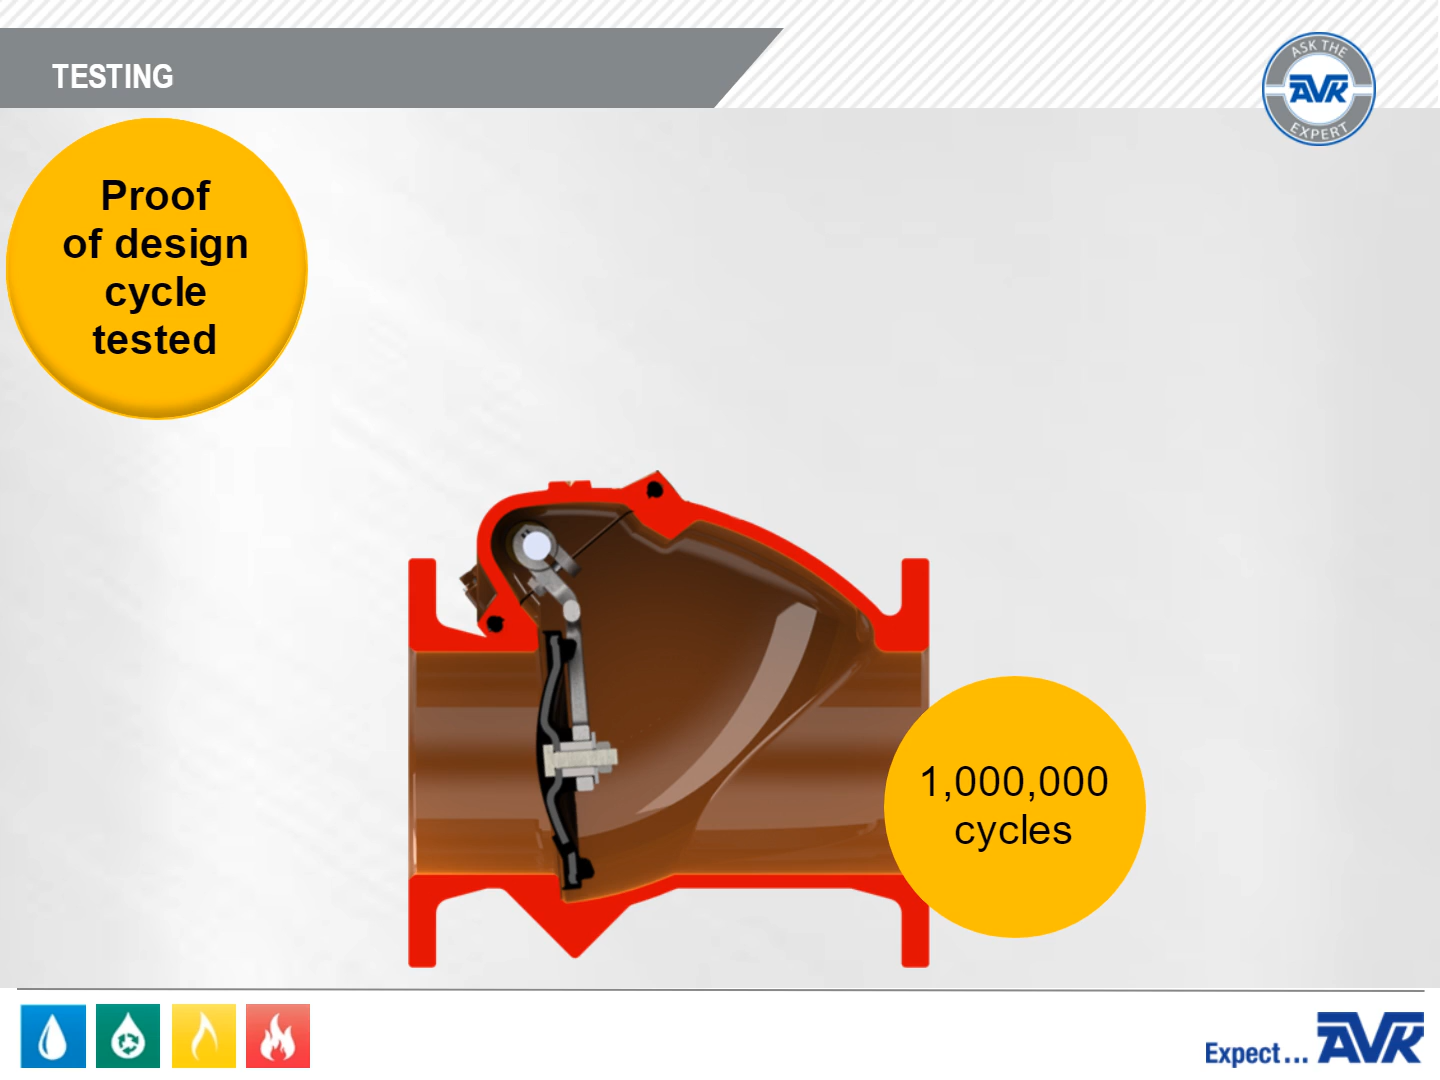 TESTING
ASK THE
AVK
EXPERT
Proof
of design
cycle
tested
1,000,000
cycles
Expect... AVK